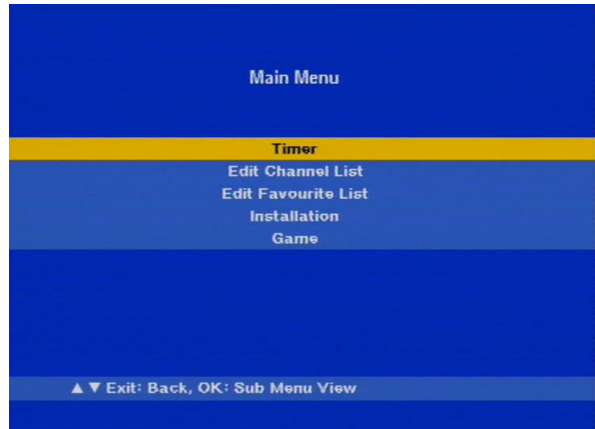 Main Menu
Timer
Edit Channel List
Edit Favourite List
Installation
Game
▲ ▼ Exit: Back, OK: Sub Menu View